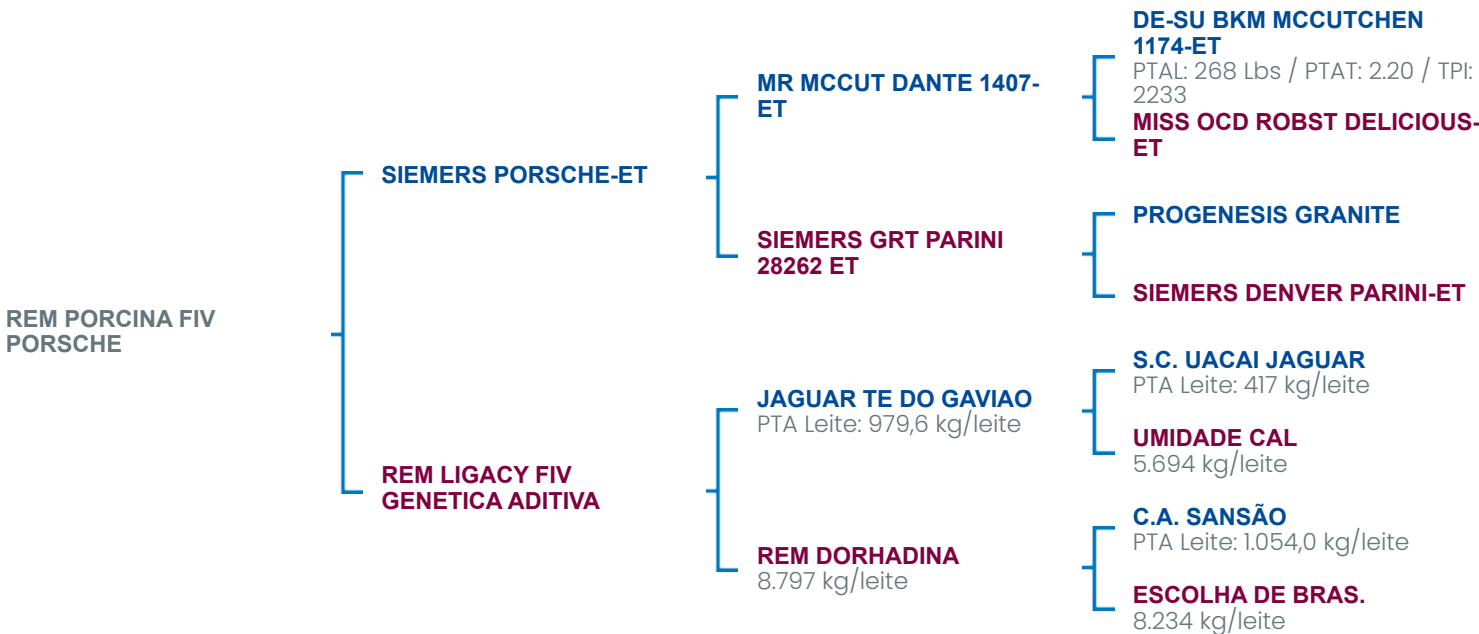 REM PORCINA FIV
PORSCHE
SIEMERS PORSCHE-ET
REM LIGACY FIV
GENETICA ADITIVA
MR MCCUT DANTE 1407-
ET
SIEMERS GRT PARINI
28262 ET
JAGUAR TE DO GAVIAO
PTA Leite: 979,6 kg/leite
REM DORHADINA
8.797 kg/leite
DE-SU BKM MCCUTCHEN
1174-ET
PTAL: 268 Lbs / PTAT: 2.20 / TPI:
2233
MISS OCD ROBST DELICIOUS-
ET
PROGENESIS GRANITE
SIEMERS DENVER PARINI-ET
S.C. UACAI JAGUAR
PTA Leite: 417 kg/leite
UMIDADE CAL
5.694 kg/leite
C.A. SANSÃO
PTA Leite: 1.054,0 kg/leite
ESCOLHA DE BRAS.
8.234 kg/leite